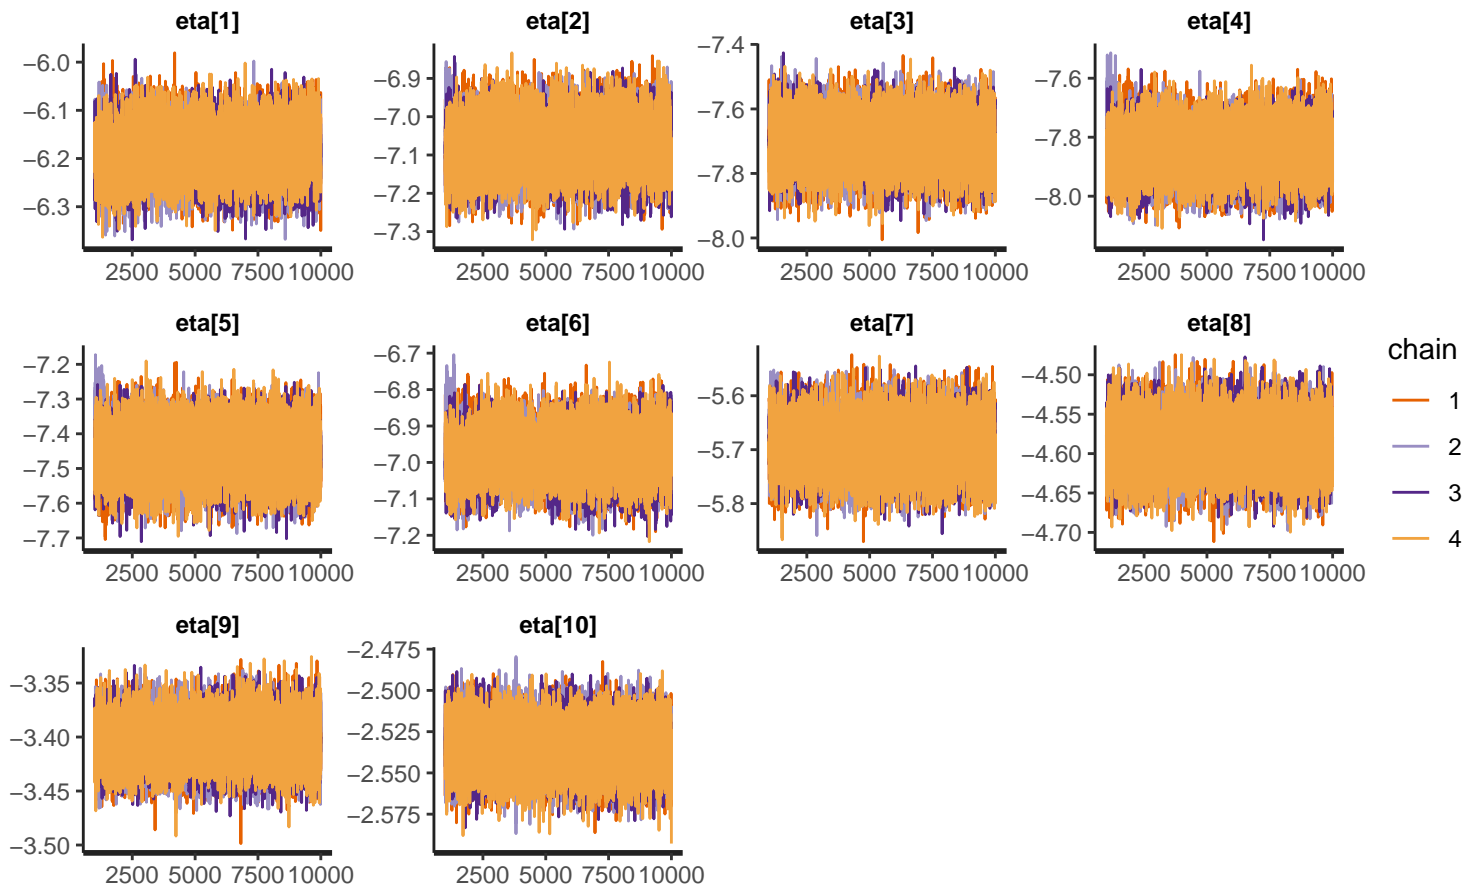 eta[1] eta[2] eta[3] eta[4]
−6.0 −6.1 −6.2 −6.3
−6.9 −7.0 −7.1 −7.2 −7.3
−7.4 −7.6 −7.8 −8.0
−7.6 −7.8 −8.0
2500 5000 7500 10000 2500 5000 7500 10000 2500 5000 7500 10000 2500 5000 7500 10000
eta[5] eta[6] eta[7] eta[8]
−7.2 −7.3 −7.4 −7.5 −7.6 −7.7
−6.7 −6.8 −6.9 −7.0 −7.1 −7.2
−5.6 −5.7 −5.8
−4.50 −4.55 −4.60 −4.65 −4.70
2500 5000 7500 10000 2500 5000 7500 10000 2500 5000 7500 10000 2500 5000 7500 10000
eta[9] eta[10]
−3.35 −3.40 −3.45 −3.50
−2.475 −2.500 −2.525 −2.550 −2.575
2500 5000 7500 10000 2500 5000 7500 10000
chain
1
2
3
4